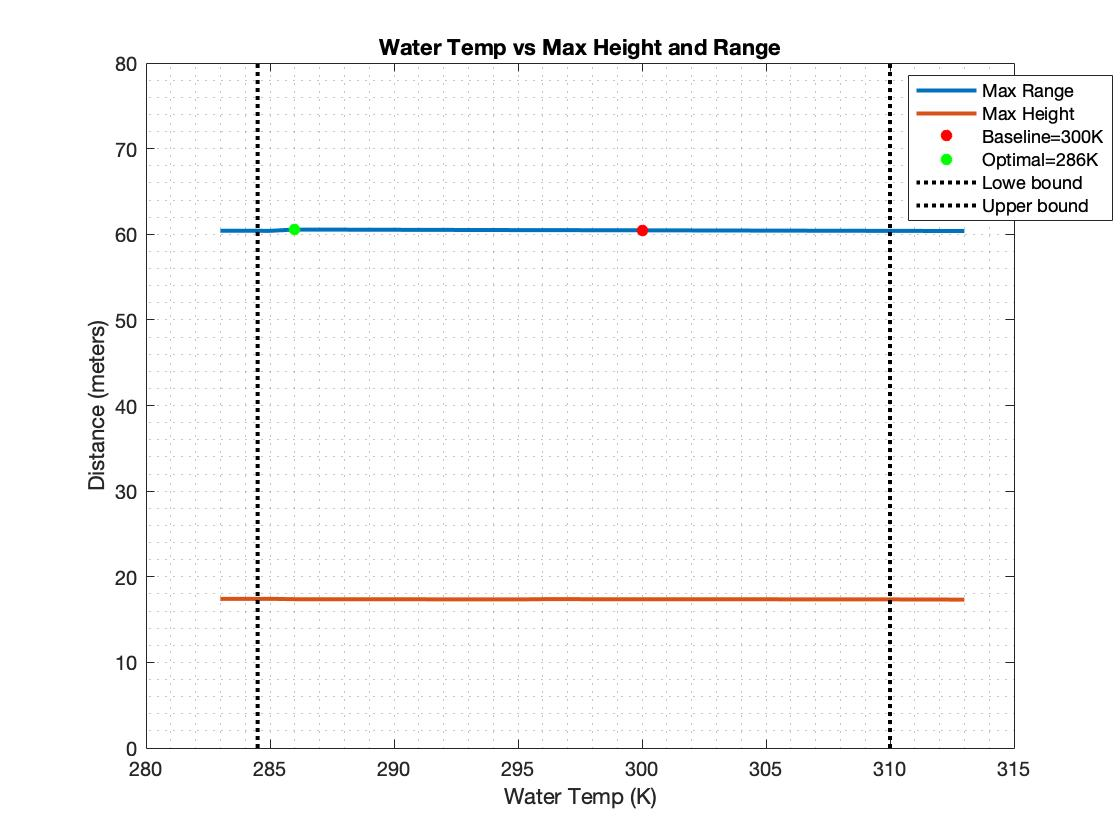 Water Temp vs Max Height and Range
80
70
60
50
40
30
20
10
0
Distance (meters)
280
285
290
295
300
305
310
315
Water Temp (K)
Max Range
Max Height
Baseline=300K
Optimal=286K
Lowe bound
Upper bound